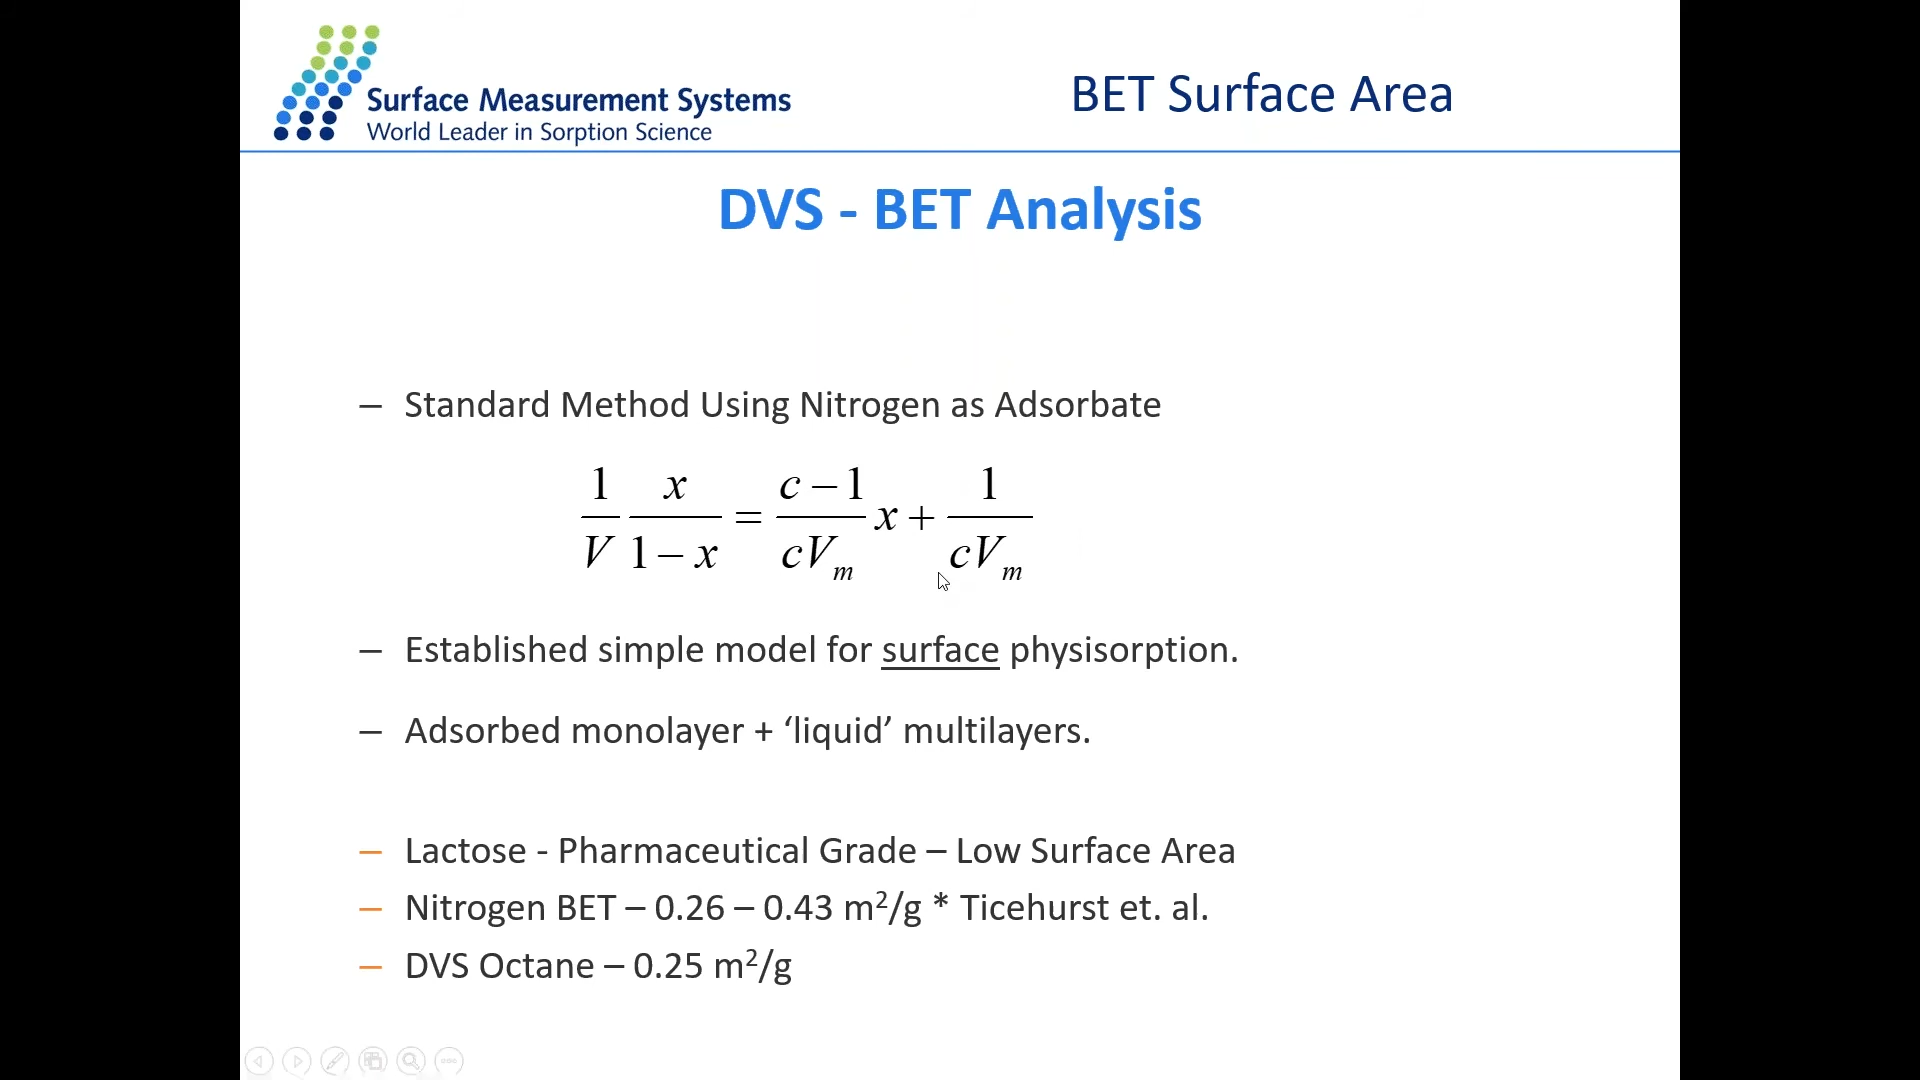 Surface Measurement Systems
World Leader in Sorption Science
BET Surface Area
DVS - BET Analysis
– Standard Method Using Nitrogen as Adsorbate
1/V x/(1 – x) = (c – 1)/(cVₘ) x + 1/(cVₘ)
– Established simple model for surface physisorption.
– Adsorbed monolayer + ‘liquid’ multilayers.
– Lactose - Pharmaceutical Grade – Low Surface Area
– Nitrogen BET – 0.26 – 0.43 m²/g * Ticehurst et. al.
– DVS Octane – 0.25 m²/g